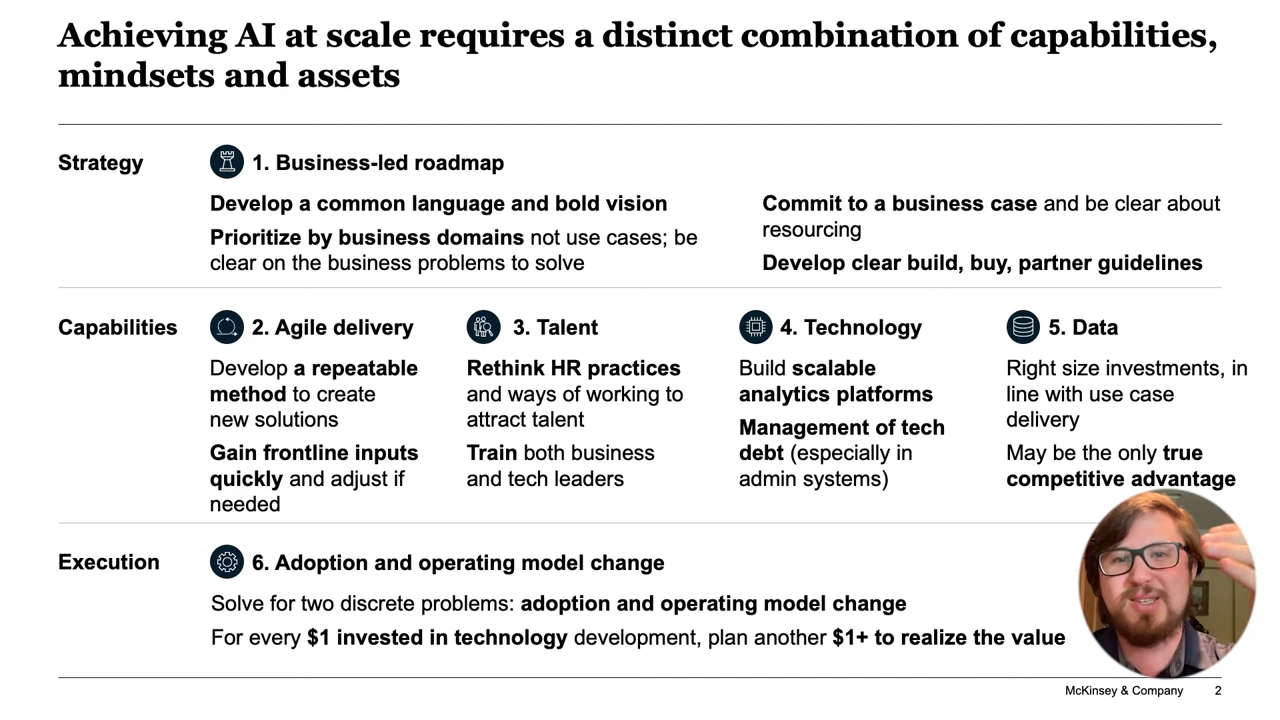 Achieving AI at scale requires a distinct combination of capabilities,
mindsets and assets
Strategy
1. Business-led roadmap
Develop a common language and bold vision
Prioritize by business domains not use cases; be
clear on the business problems to solve
Commit to a business case and be clear about
resourcing
Develop clear build, buy, partner guidelines
Capabilities
2. Agile delivery
Develop a repeatable
method to create
new solutions
Gain frontline inputs
quickly and adjust if
needed
3. Talent
Rethink HR practices
and ways of working to
attract talent
Train both business
and tech leaders
4. Technology
Build scalable
analytics platforms
Management of tech
debt (especially in
admin systems)
5. Data
Right size investments, in
line with use case
delivery
May be the only true
competitive advantage
Execution
6. Adoption and operating model change
Solve for two discrete problems: adoption and operating model change
For every $1 invested in technology development, plan another $1+ to realize the value
McKinsey & Company 2